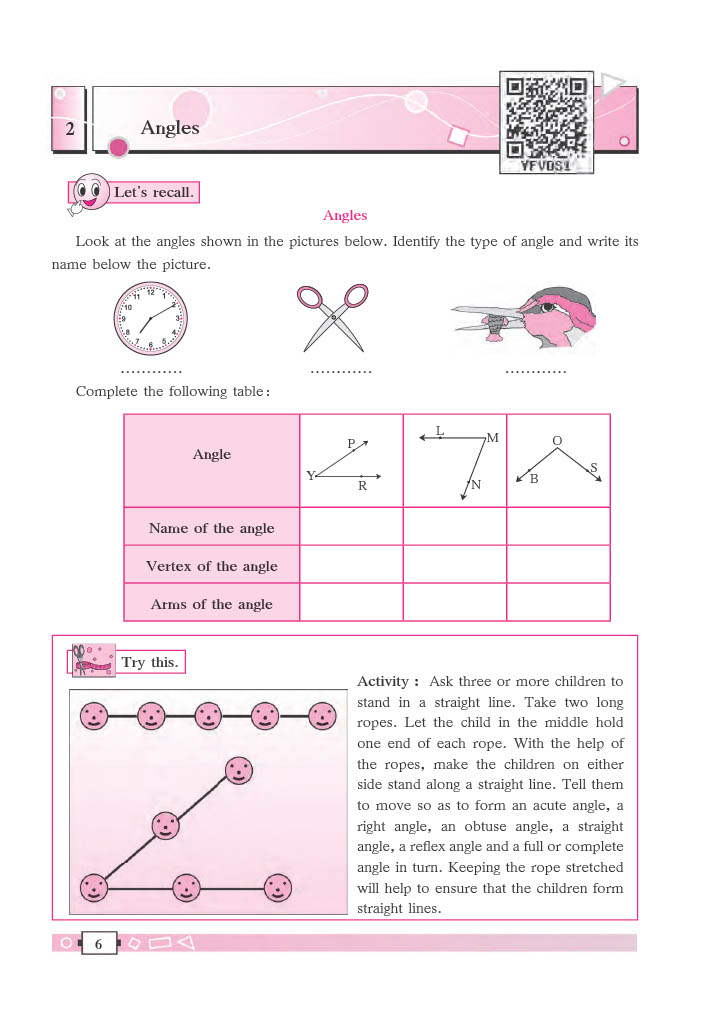 2
Angles
YFVDS1
Let's recall.
Angles
Look at the angles shown in the pictures below. Identify the type of angle and write its
name below the picture.
12
11 1
10 2
9 3
8 4
7 5
6
............ ............ ............
Complete the following table :
Angle
P
Y
R
L
M
N
O
B
S
Name of the angle
Vertex of the angle
Arms of the angle
Try this.
Activity : Ask three or more children to
stand in a straight line. Take two long
ropes. Let the child in the middle hold
one end of each rope. With the help of
the ropes, make the children on either
side stand along a straight line. Tell them
to move so as to form an acute angle, a
right angle, an obtuse angle, a straight
angle, a reflex angle and a full or complete
angle in turn. Keeping the rope stretched
will help to ensure that the children form
straight lines.
6